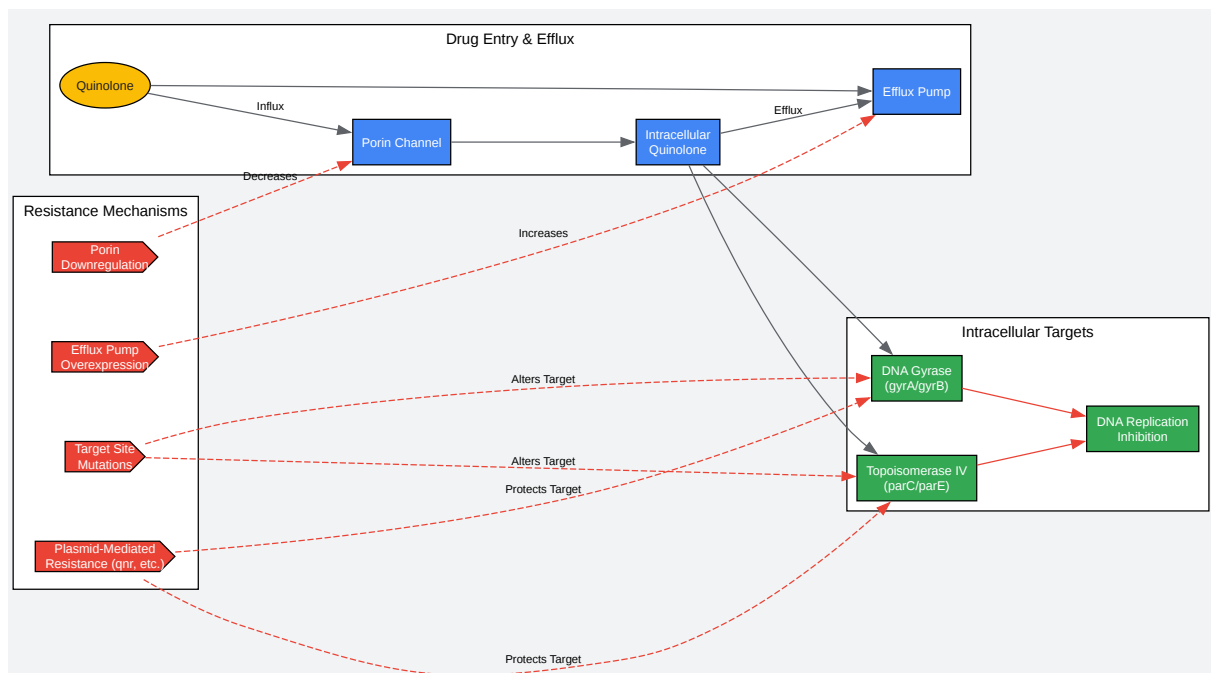 Drug Entry & Efflux
Quinolone
Influx
Porin Channel
Intracellular
Quinolone
Efflux
Efflux Pump
Decreases
Resistance Mechanisms
Porin
Downregulation
Increases
Efflux Pump
Overexpression
Intracellular Targets
Alters Target
DNA Gyrase
(gyrA/gyrB)
DNA Replication
Inhibition
Target Site
Mutations
Alters Target
Topoisomerase IV
(parC/parE)
Protects Target
Plasmid-Mediated
Resistance (qnr, etc.)
Protects Target